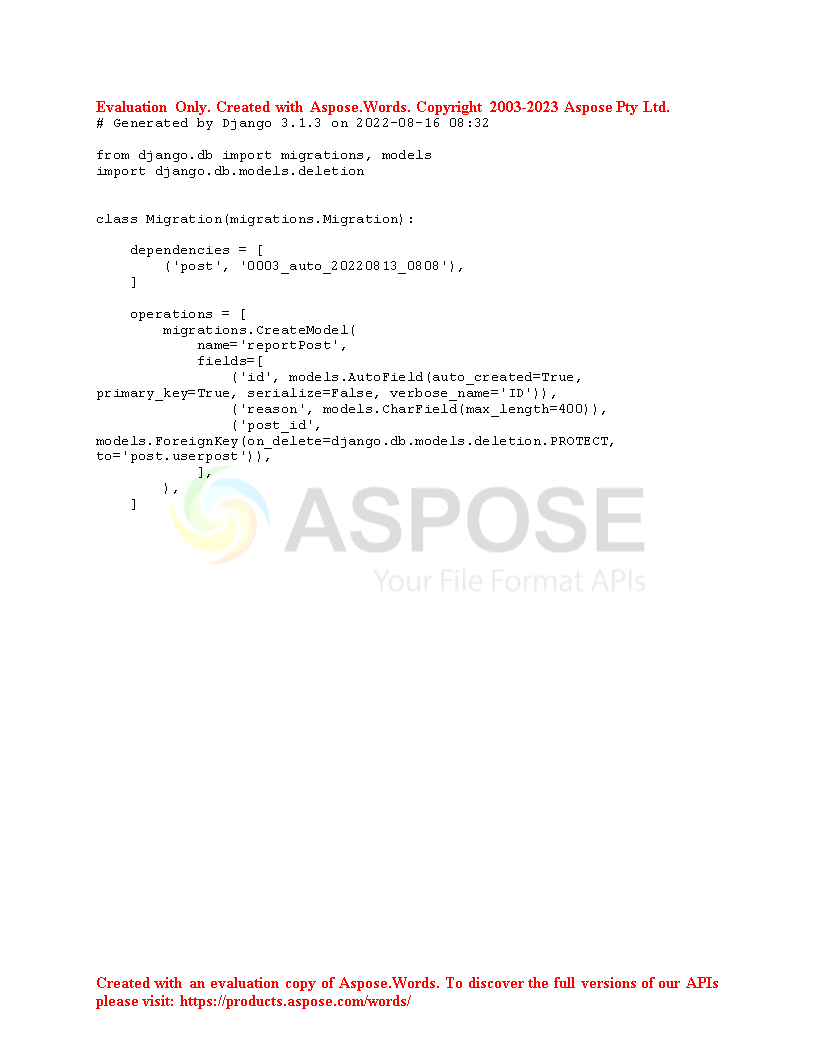 Evaluation Only. Created with Aspose.Words. Copyright 2003-2023 Aspose Pty Ltd.
# Generated by Django 3.1.3 on 2022-08-16 08:32

from django.db import migrations, models
import django.db.models.deletion


class Migration(migrations.Migration):

    dependencies = [
        ('post', '0003_auto_20220813_0808'),
    ]

    operations = [
        migrations.CreateModel(
            name='reportPost',
            fields=[
                ('id', models.AutoField(auto_created=True,
primary_key=True, serialize=False, verbose_name='ID')),
                ('reason', models.CharField(max_length=400)),
                ('post_id',
models.ForeignKey(on_delete=django.db.models.deletion.PROTECT,
to='post.userpost')),
            ],
        ),
    ]
ASPOSE
Your File Format APIs
Created with an evaluation copy of Aspose.Words. To discover the full versions of our APIs
please visit: https://products.aspose.com/words/